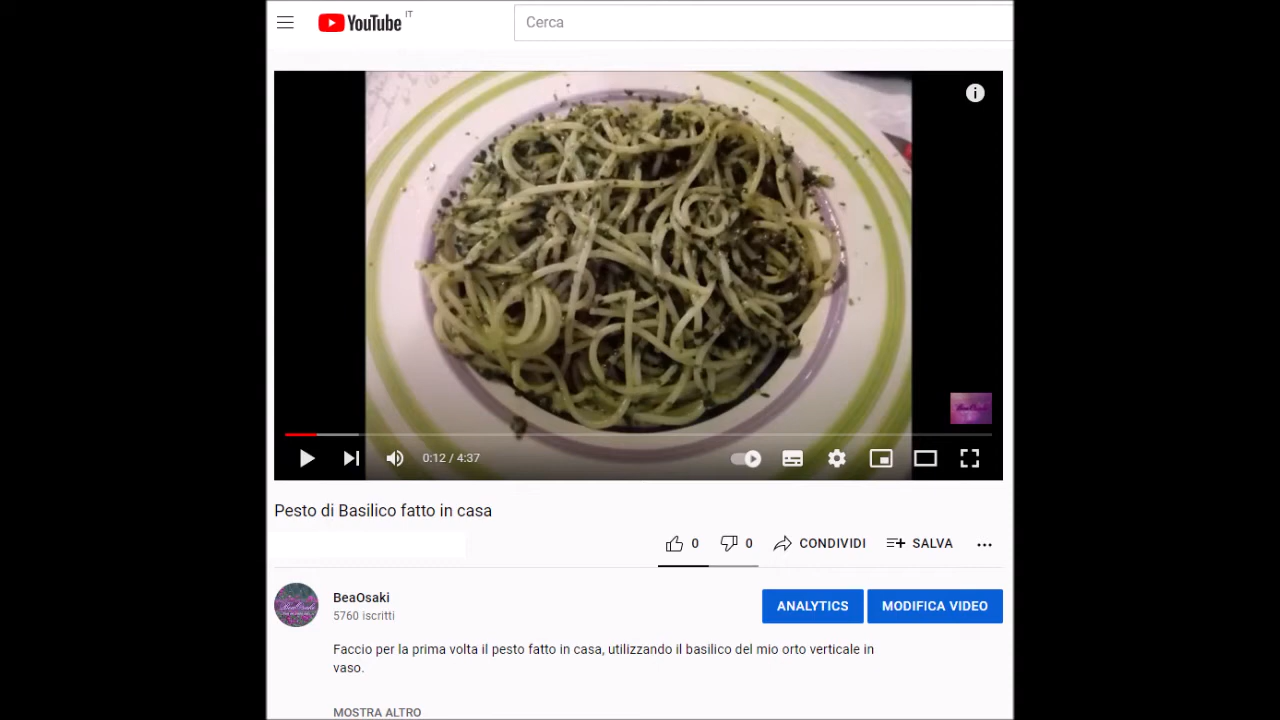 YouTube IT
Cerca
BeaOsaki
0:12 / 4:37
Pesto di Basilico fatto in casa
0 0 CONDIVIDI SALVA ...
BeaOsaki
BeaOsaki
5760 iscritti
ANALYTICS MODIFICA VIDEO
Faccio per la prima volta il pesto fatto in casa, utilizzando il basilico del mio orto verticale in
vaso.
MOSTRA ALTRO